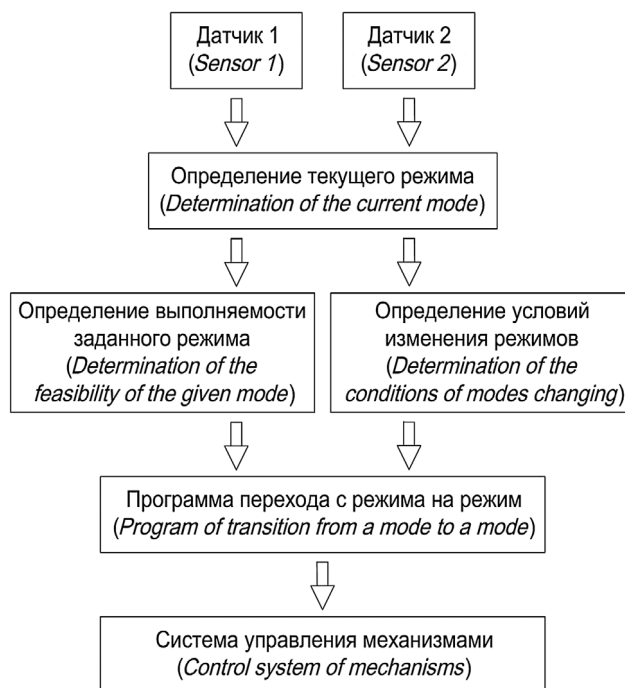 Датчик 1
(Sensor 1)
Датчик 2
(Sensor 2)
Определение текущего режима
(Determination of the current mode)
Определение выполняемости
заданного режима
(Determination of the
feasibility of the given mode)
Определение условий
изменения режимов
(Determination of the
conditions of modes changing)
Программа перехода с режима на режим
(Program of transition from a mode to a mode)
Система управления механизмами
(Control system of mechanisms)